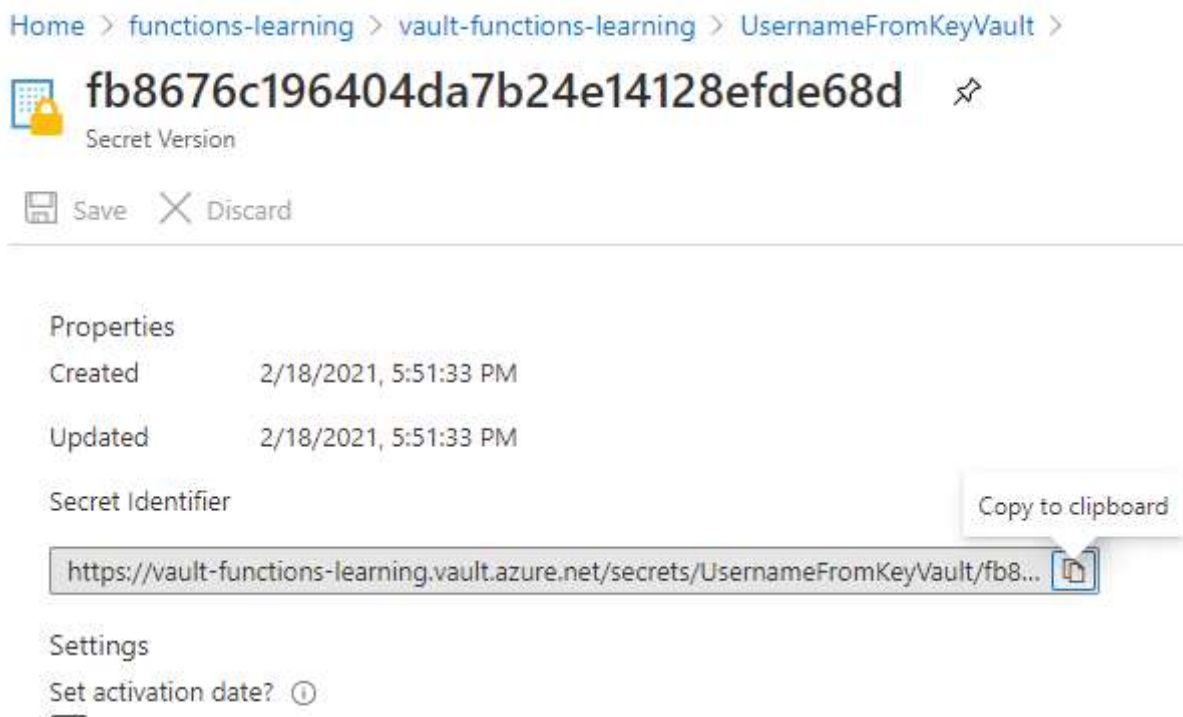 Home > functions-learning > vault-functions-learning > UsernameFromKeyVault >
fb8676c196404da7b24e14128efde68d
Secret Version
Save Discard
Properties
Created 2/18/2021, 5:51:33 PM
Updated 2/18/2021, 5:51:33 PM
Secret Identifier
Copy to clipboard
https://vault-functions-learning.vault.azure.net/secrets/UsernameFromKeyVault/fb8...
Settings
Set activation date?